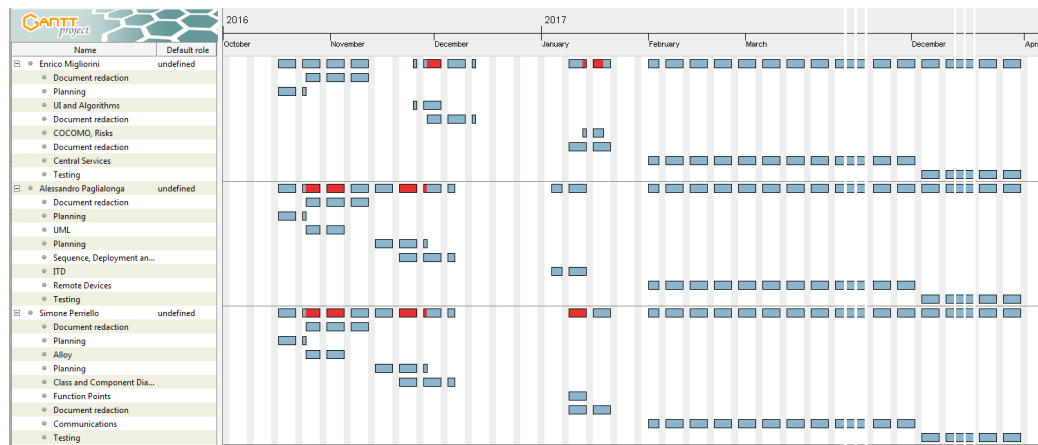 GANTT
project
2016
2017
Name
Default role
October
November
December
January
February
March
December
Apri
Enrico Migliorini undefined
Document redaction
Planning
UI and Algorithms
Document redaction
COCOMO, Risks
Document redaction
Central Services
Testing
Alessandro Paglialonga undefined
Document redaction
Planning
UML
Planning
Sequence, Deployment an...
ITD
Remote Devices
Testing
Simone Perriello undefined
Document redaction
Planning
Alloy
Planning
Class and Component Dia...
Function Points
Document redaction
Communications
Testing